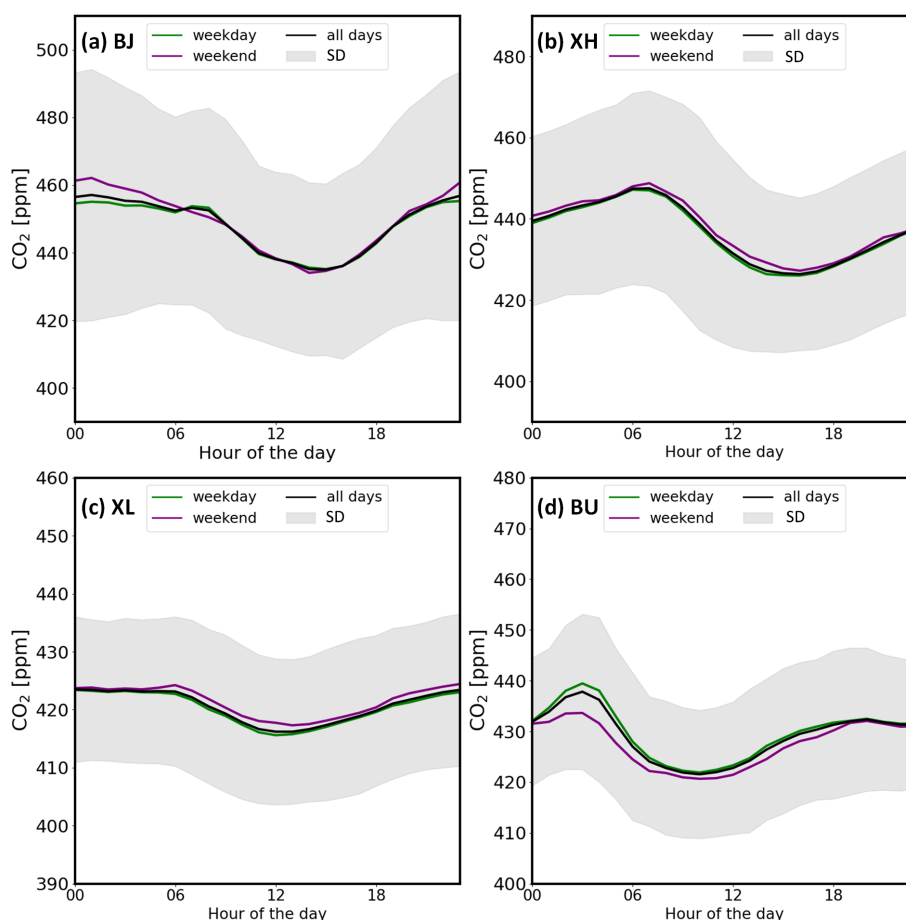 (a) BJ
weekday
weekend
all days
SD
500
480
460
440
420
400
CO₂ [ppm]
00
06
12
18
Hour of the day
(b) XH
weekday
weekend
all days
SD
480
460
440
420
400
CO₂ [ppm]
00
06
12
18
Hour of the day
(c) XL
weekday
weekend
all days
SD
460
450
440
430
420
410
400
390
CO₂ [ppm]
00
06
12
18
Hour of the day
(d) BU
weekday
weekend
all days
SD
480
470
460
450
440
430
420
410
400
CO₂ [ppm]
00
06
12
18
Hour of the day